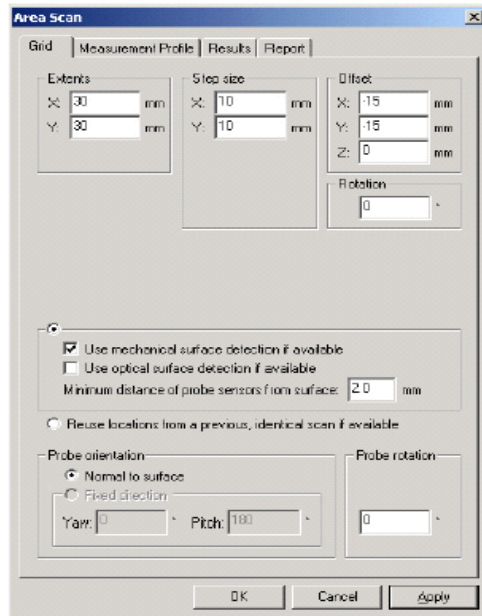 Area Scan
Grid Measurement Profile Results Report
Extents
X: 30 mm
Y: 30 mm
Step size
X: 10 mm
Y: 10 mm
Offset
X: -15 mm
Y: -15 mm
Z: 0 mm
Rotation
0 °
Use mechanical surface detection if available
Use optical surface detection if available
Minimum distance of probe sensors from surface: 2.0 mm
Reuse locations from a previous, identical scan if available
Probe orientation
Normal to surface
Fixed direction
Yaw: 0 ° Pitch: 180 °
Probe rotation
0 °
OK Cancel Apply